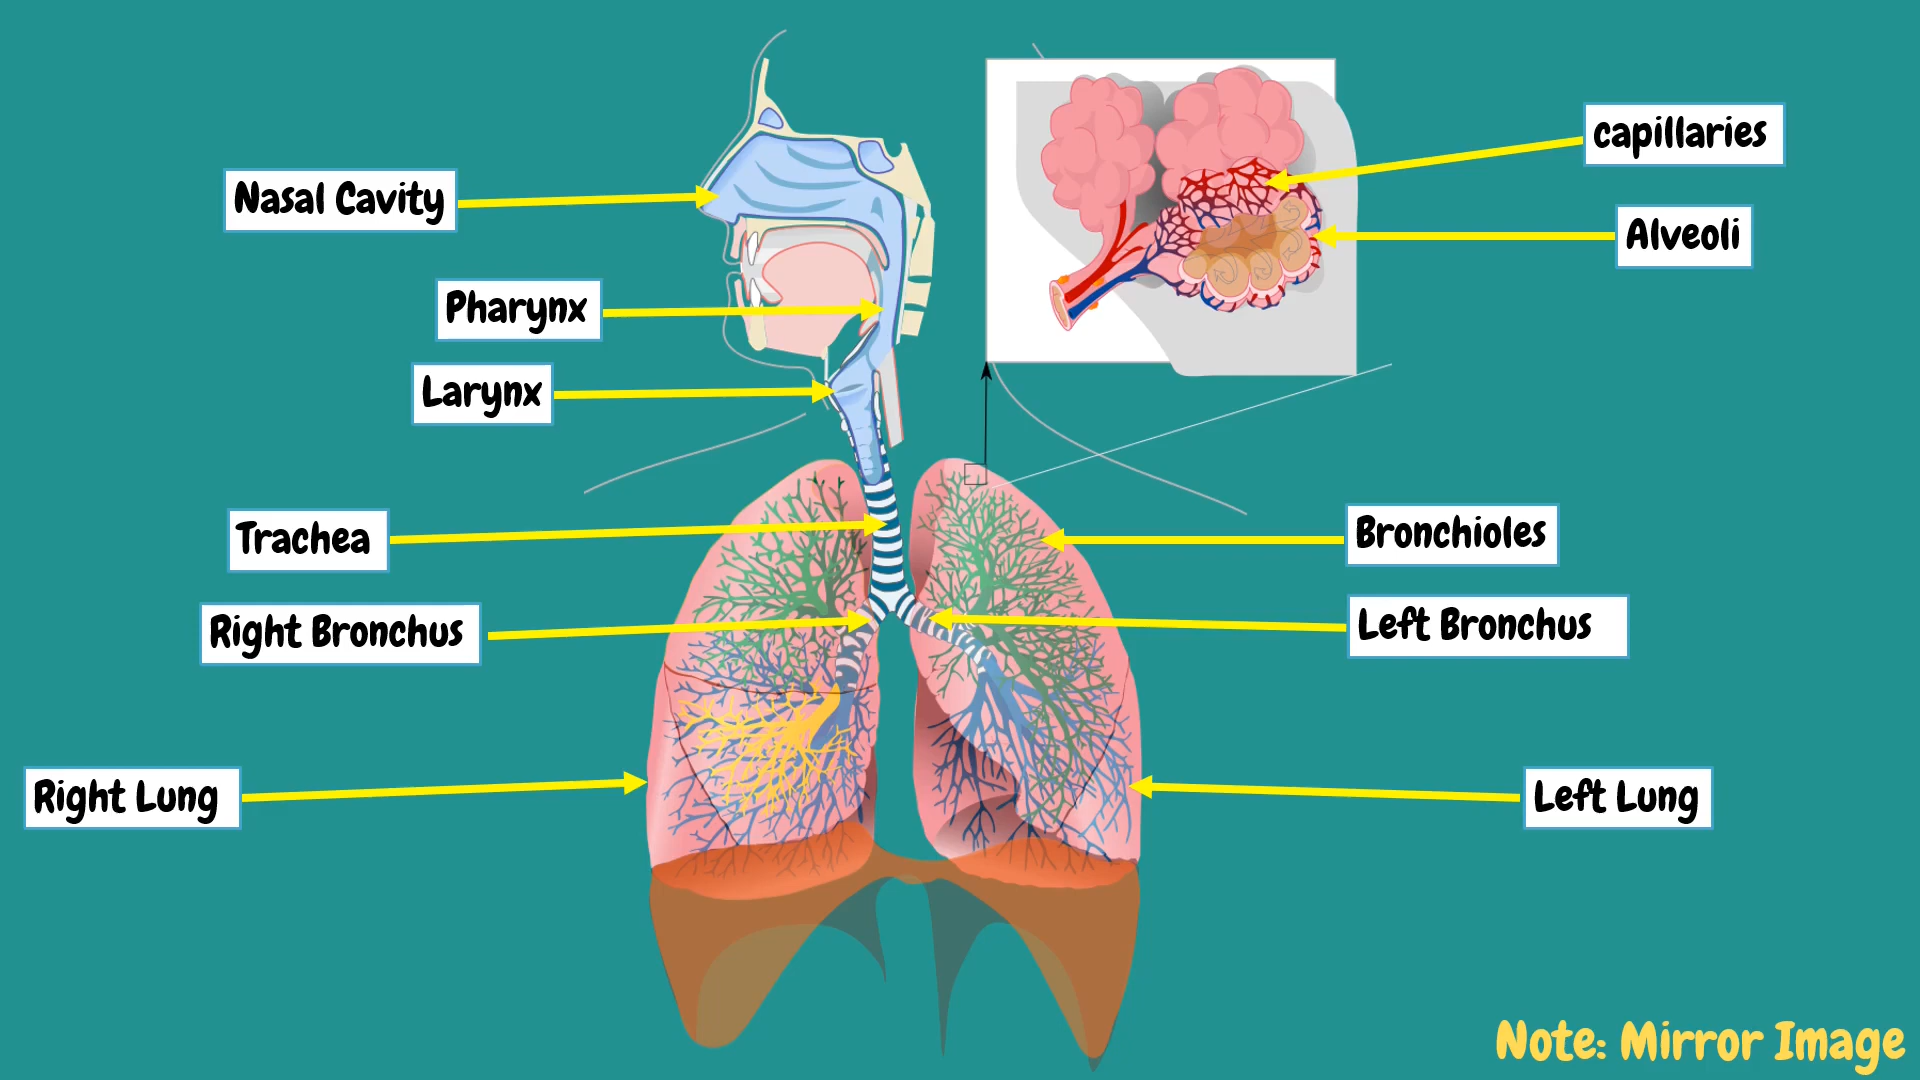 capillaries
Nasal Cavity
Alveoli
Pharynx
Larynx
Trachea
Bronchioles
Right Bronchus
Left Bronchus
Right Lung
Left Lung
Note: Mirror Image